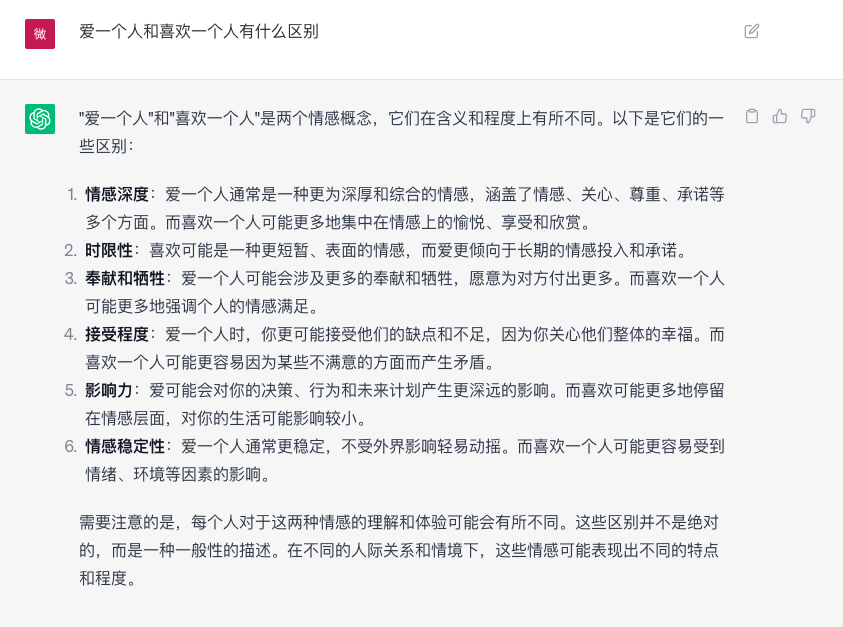 微
爱一个人和喜欢一个人有什么区别
"爱一个人"和"喜欢一个人"是两个情感概念，它们在含义和程度上有所不同。以下是它们的一
些区别：
1. 情感深度：爱一个人通常是一种更为深厚和综合的情感，涵盖了情感、关心、尊重、承诺等
多个方面。而喜欢一个人可能更多地集中在情感上的愉悦、享受和欣赏。
2. 时限性：喜欢可能是一种更短暂、表面的情感，而爱更倾向于长期的情感投入和承诺。
3. 奉献和牺牲：爱一个人可能会涉及更多的奉献和牺牲，愿意为对方付出更多。而喜欢一个人
可能更多地强调个人的情感满足。
4. 接受程度：爱一个人时，你更可能接受他们的缺点和不足，因为你关心他们整体的幸福。而
喜欢一个人可能更容易因为某些不满意的方面而产生矛盾。
5. 影响力：爱可能会对你的决策、行为和未来计划产生更深远的影响。而喜欢可能更多地停留
在情感层面，对你的生活可能影响较小。
6. 情感稳定性：爱一个人通常更稳定，不受外界影响轻易动摇。而喜欢一个人可能更容易受到
情绪、环境等因素的影响。
需要注意的是，每个人对于这两种情感的理解和体验可能会有所不同。这些区别并不是绝对
的，而是一种一般性的描述。在不同的人际关系和情境下，这些情感可能表现出不同的特点
和程度。